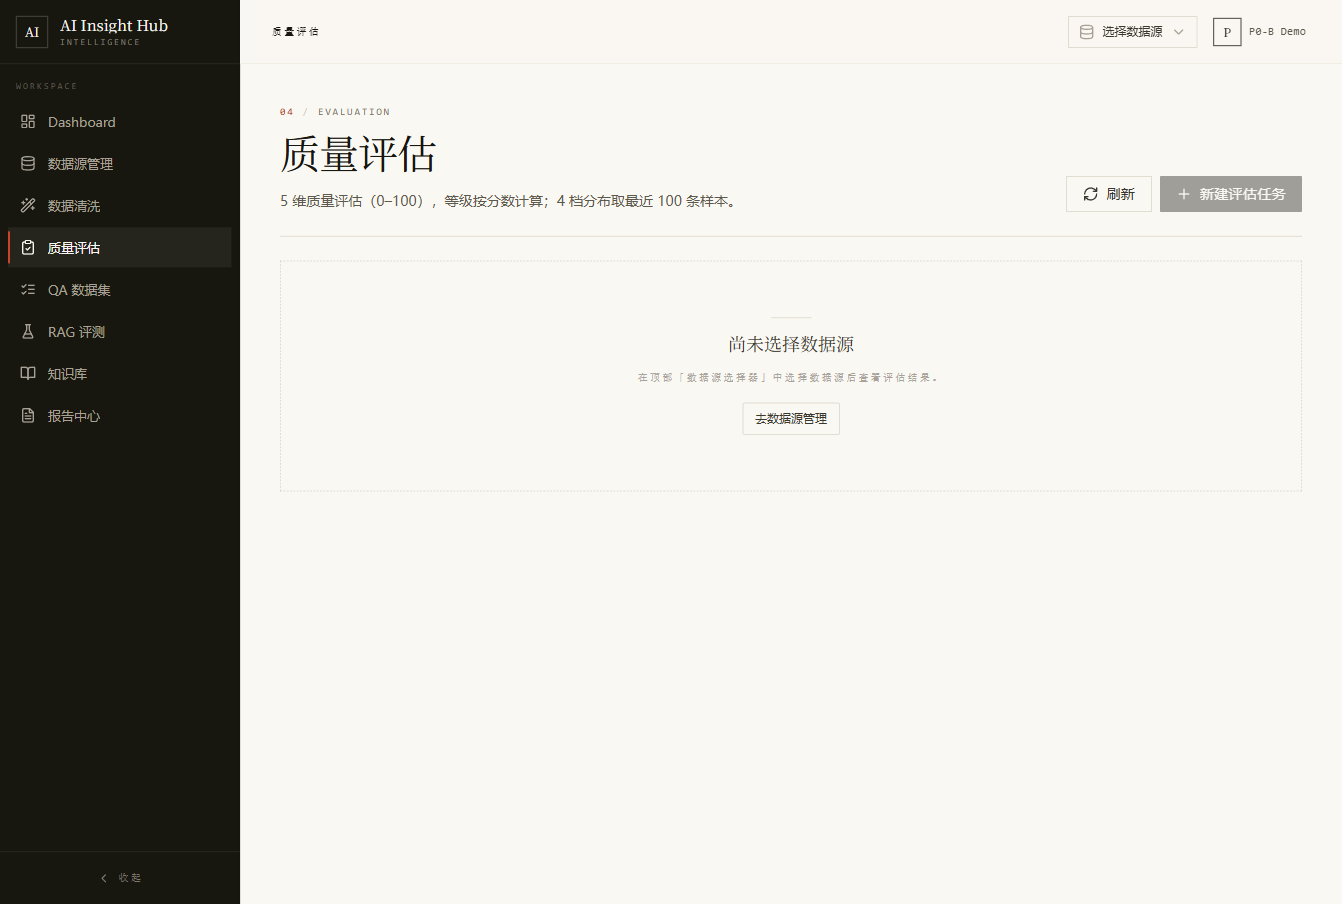 AI
AI Insight Hub
INTELLIGENCE
WORKSPACE
Dashboard
数据源管理
数据清洗
质量评估
QA 数据集
RAG 评测
知识库
报告中心
收起
质量评估
选择数据源
P
P0-B Demo
04 / EVALUATION
质量评估
5 维质量评估（0–100），等级按分数计算；4 档分布取最近 100 条样本。
刷新
新建评估任务
尚未选择数据源
在顶部「数据源选择器」中选择数据源后查看评估结果。
去数据源管理